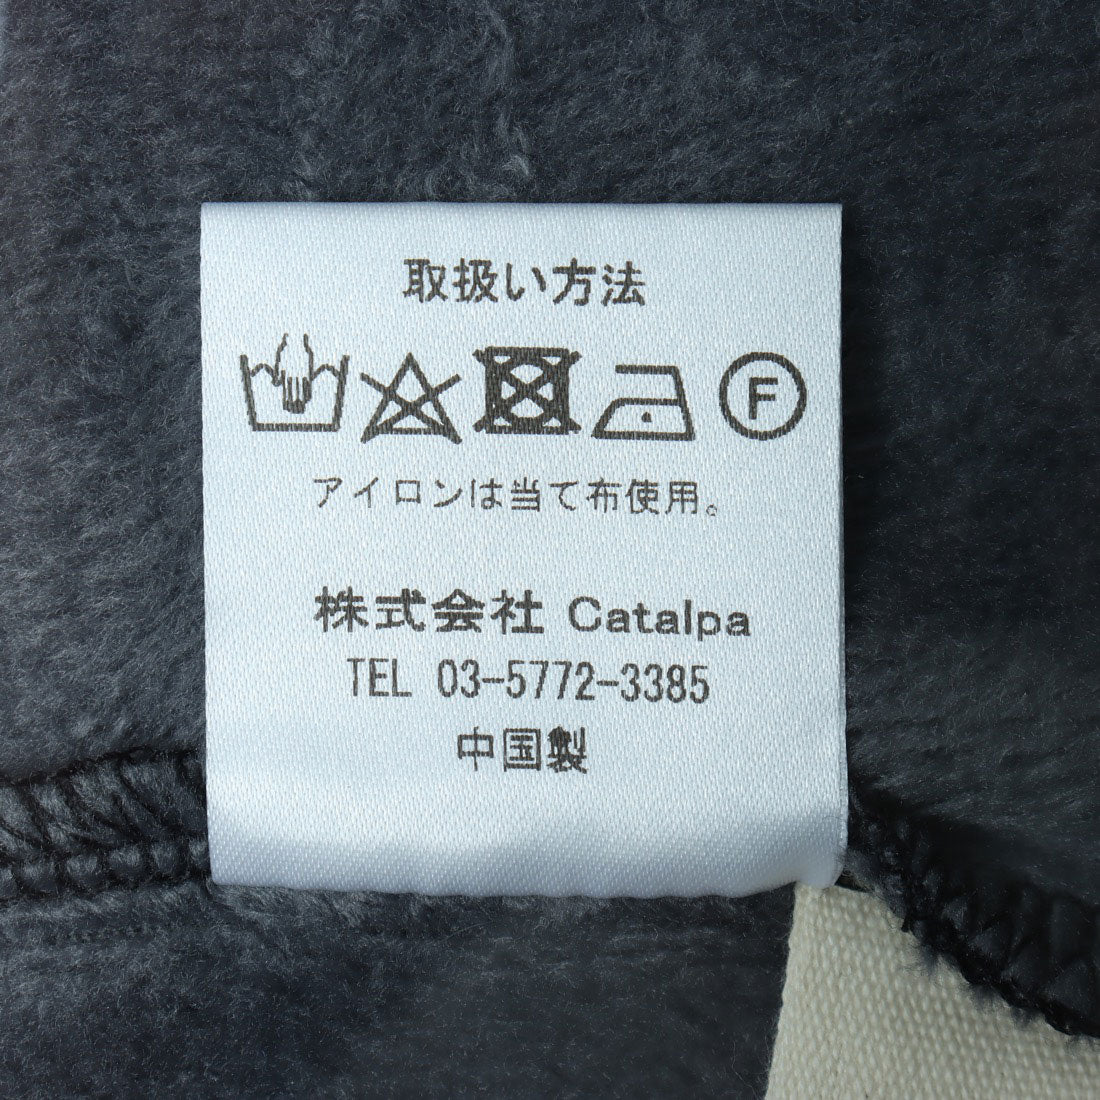 取扱い方法
F
アイロンは当て布使用。
株式会社 Catalpa
TEL 03-5772-3385
中国製